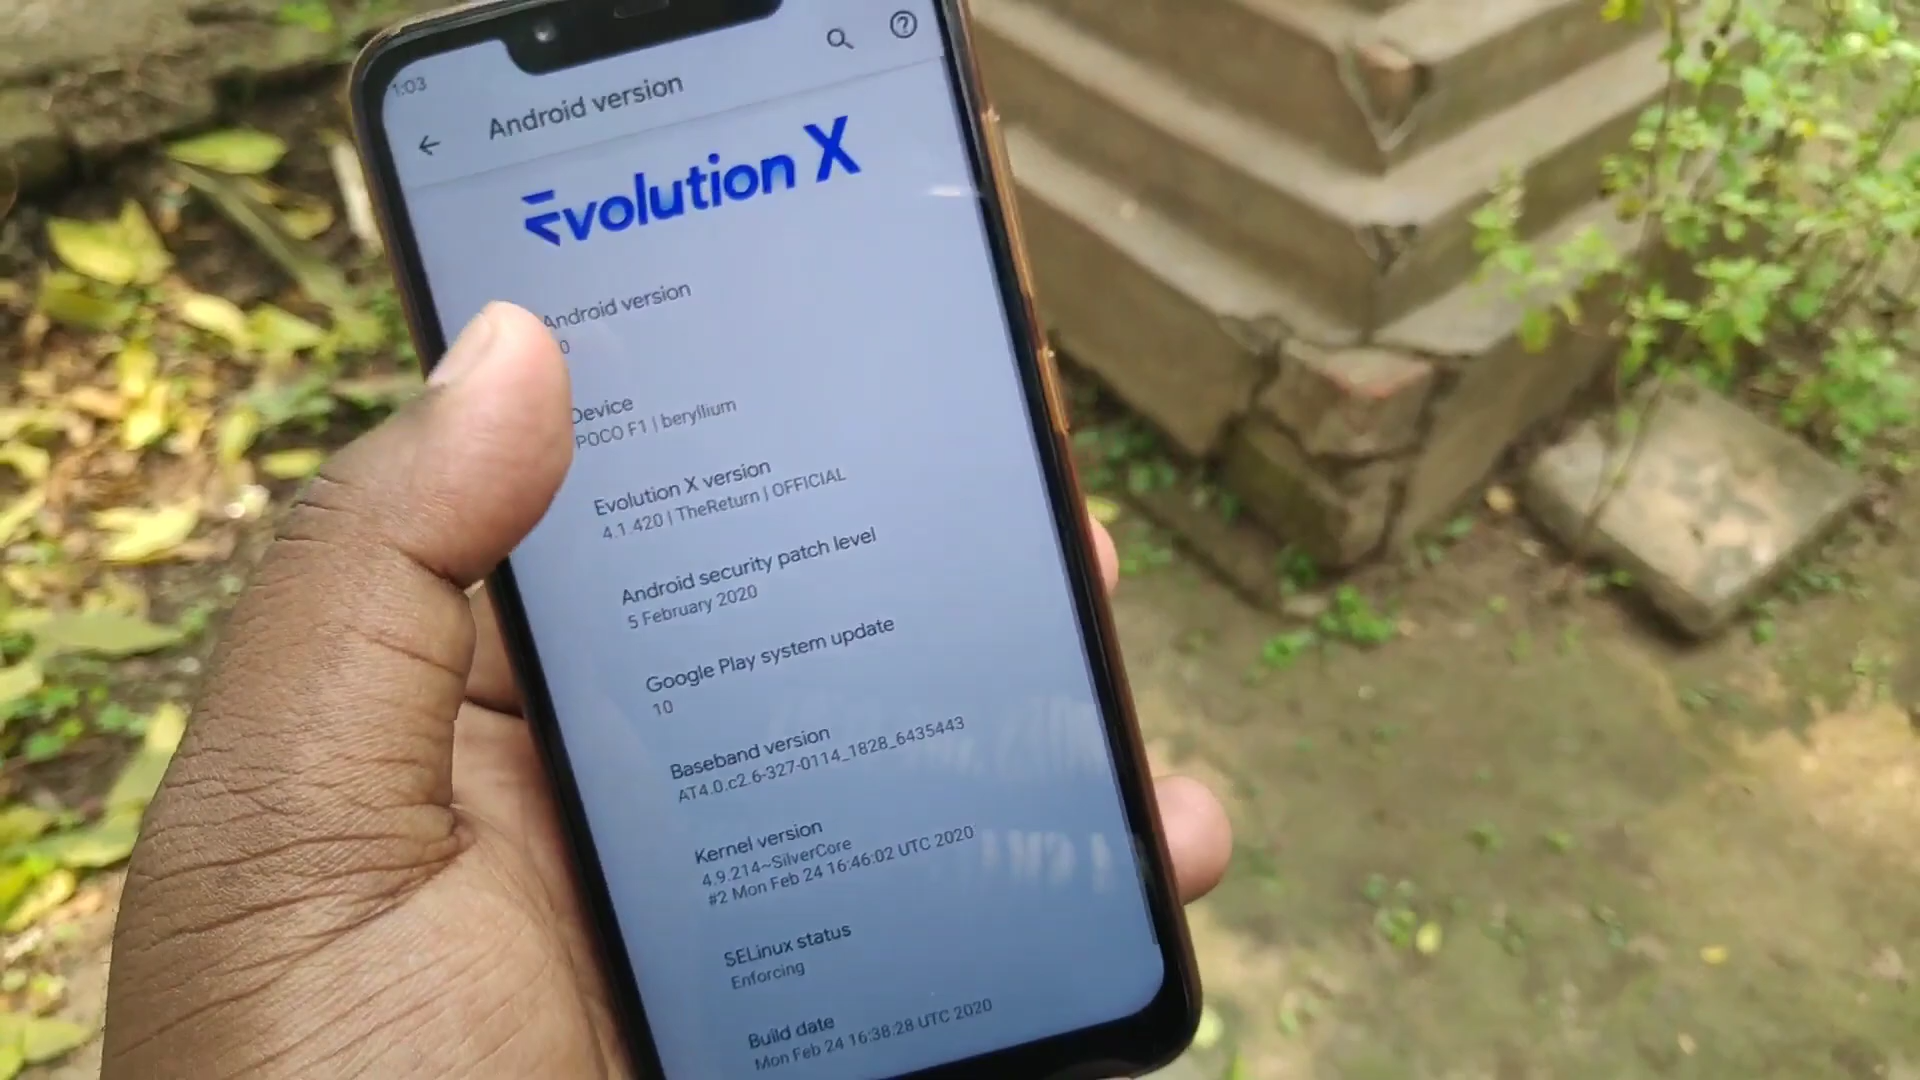 1:03
Android version
Evolution X
Android version
0
Device
POCO F1 | beryllium
Evolution X version
4.1.420 | TheReturn | OFFICIAL
Android security patch level
5 February 2020
Google Play system update
10
Baseband version
AT4.0.c2.6-327-0114_1828_6435443
Kernel version
4.9.214~SilverCore
#2 Mon Feb 24 16:46:02 UTC 2020
SELinux status
Enforcing
Build date
Mon Feb 24 16:38:28 UTC 2020